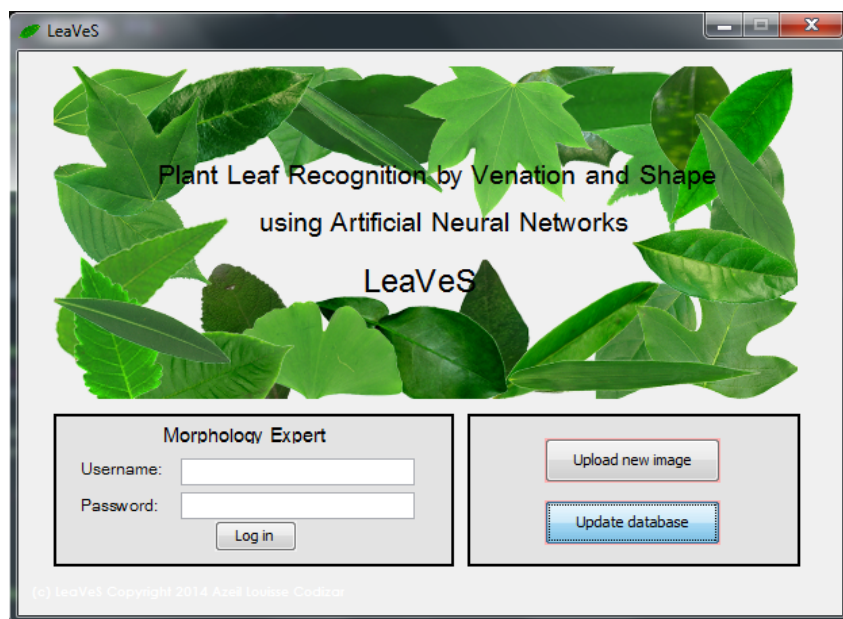 LeaVeS
Plant Leaf Recognition by Venation and Shape
using Artificial Neural Networks
LeaVeS
Morphology Expert
Username:
Password:
Log in
Upload new image
Update database
(c) LeaVeS Copyright 2014 Azeil Louisse Codizar